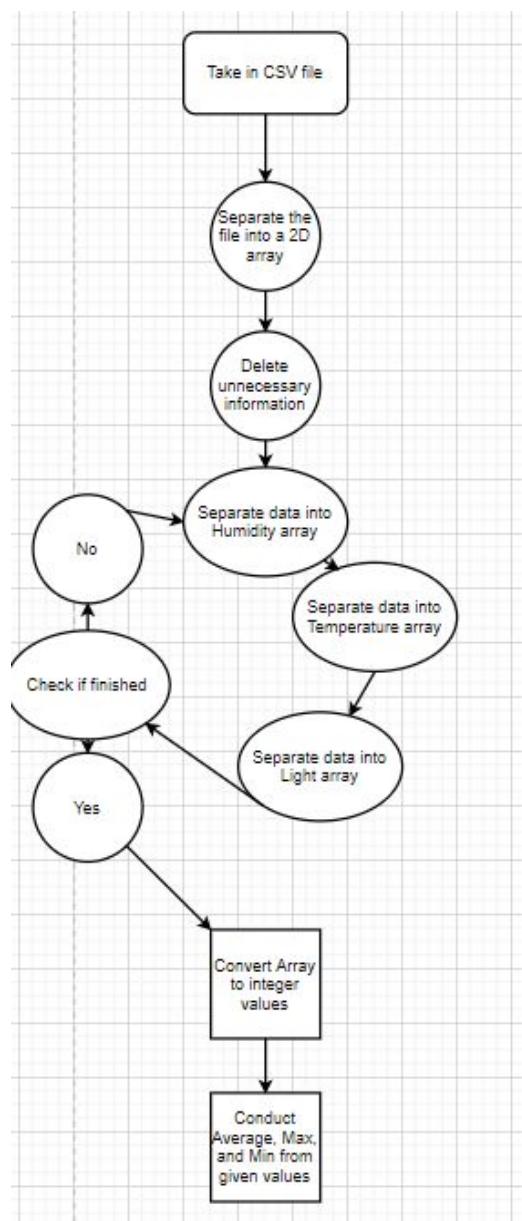 Take in CSV file
Separate the
file into a 2D
array
Delete
unnecessary
information
Separate data into
Humidity array
No
Separate data into
Temperature array
Check if finished
Separate data into
Light array
Yes
Convert Array
to integer
values
Conduct
Average, Max,
and Min from
given values